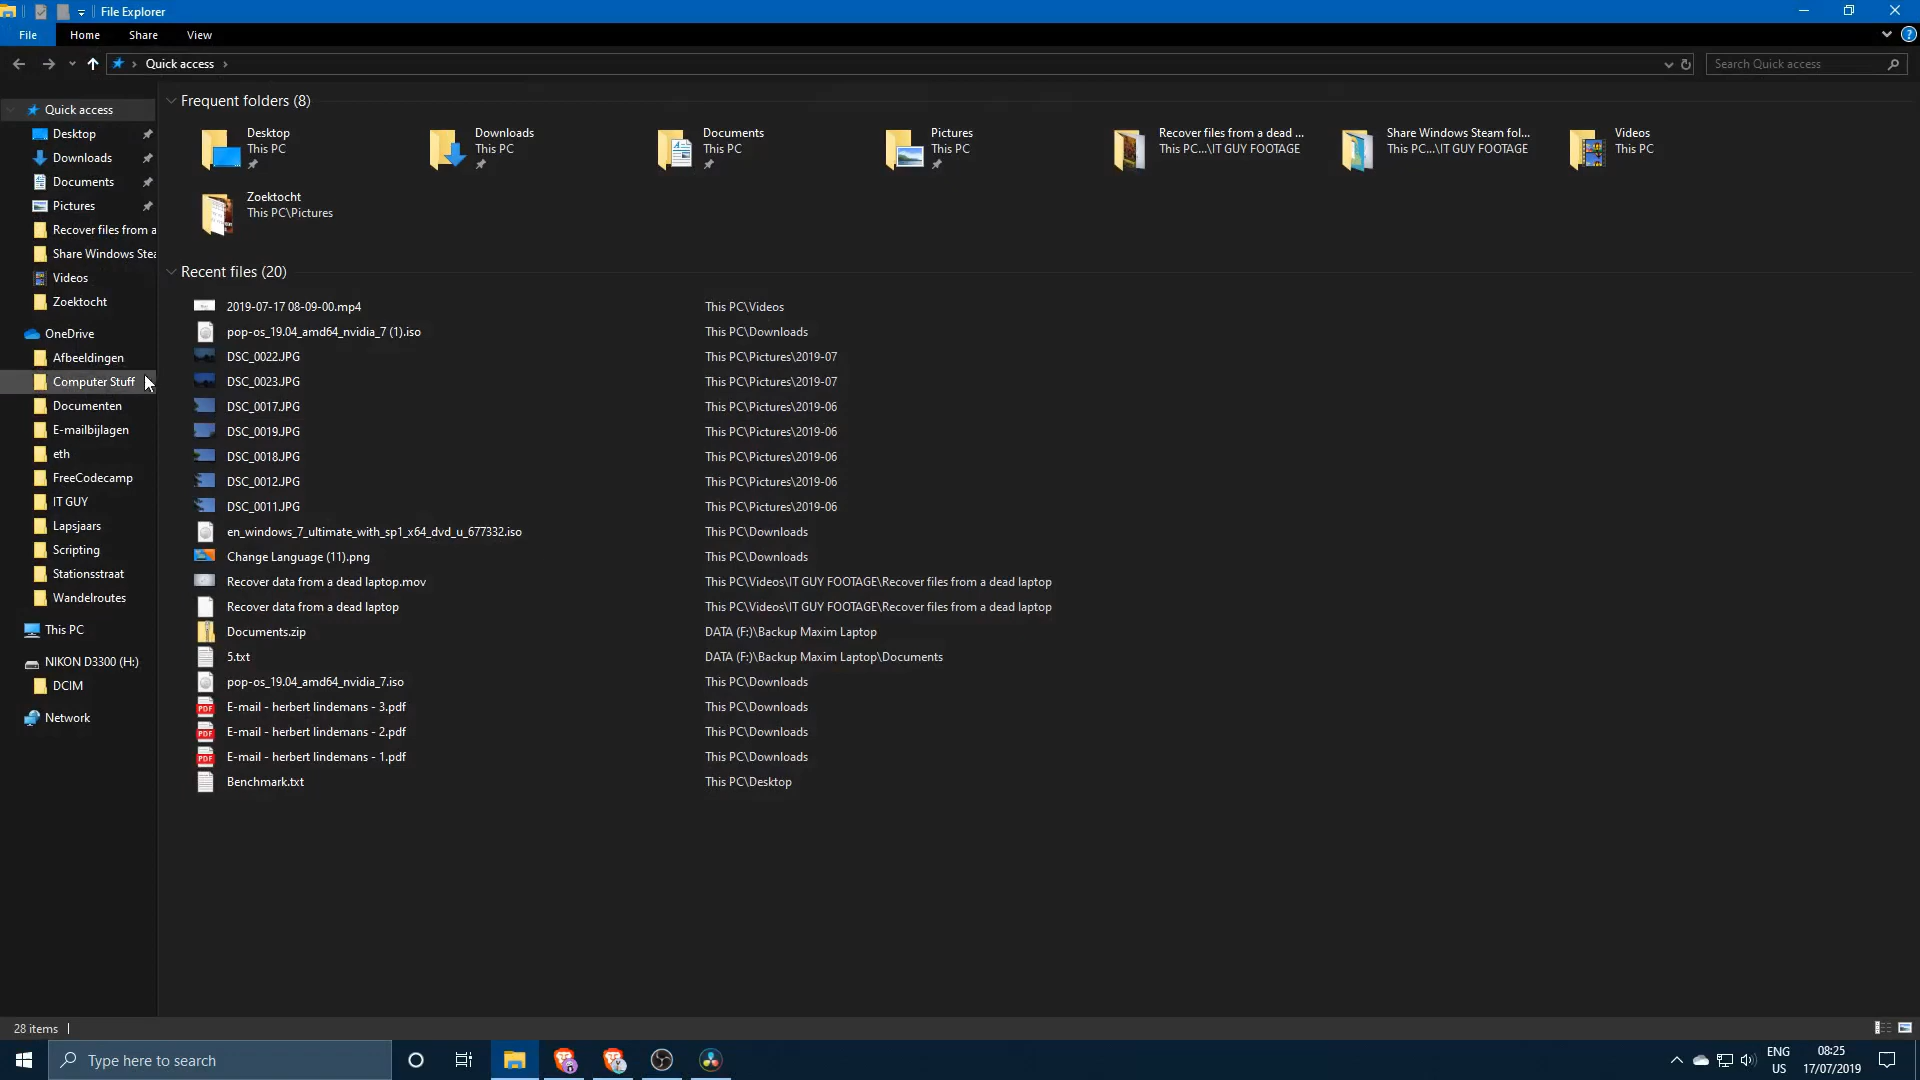 File Explorer
File Home Share View
Quick access
Search Quick access
Quick access
Desktop
Downloads
Documents
Pictures
Recover files from a
Share Windows Stea
Videos
Zoektocht
OneDrive
Afbeeldingen
Computer Stuff
Documenten
E-mailbijlagen
eth
FreeCodecamp
IT GUY
Lapsjaars
Scripting
Stationsstraat
Wandelroutes
This PC
NIKON D3300 (H:)
DCIM
Network
Frequent folders (8)
Desktop
This PC
Downloads
This PC
Documents
This PC
Pictures
This PC
Recover files from a dead ...
This PC...\IT GUY FOOTAGE
Share Windows Steam fol...
This PC...\IT GUY FOOTAGE
Videos
This PC
Zoektocht
This PC\Pictures
Recent files (20)
2019-07-17 08-09-00.mp4 This PC\Videos
pop-os_19.04_amd64_nvidia_7 (1).iso This PC\Downloads
DSC_0022.JPG This PC\Pictures\2019-07
DSC_0023.JPG This PC\Pictures\2019-07
DSC_0017.JPG This PC\Pictures\2019-06
DSC_0019.JPG This PC\Pictures\2019-06
DSC_0018.JPG This PC\Pictures\2019-06
DSC_0012.JPG This PC\Pictures\2019-06
DSC_0011.JPG This PC\Pictures\2019-06
en_windows_7_ultimate_with_sp1_x64_dvd_u_677332.iso This PC\Downloads
Change Language (11).png This PC\Downloads
Recover data from a dead laptop.mov This PC\Videos\IT GUY FOOTAGE\Recover files from a dead laptop
Recover data from a dead laptop This PC\Videos\IT GUY FOOTAGE\Recover files from a dead laptop
Documents.zip DATA (F:)\Backup Maxim Laptop
5.txt DATA (F:)\Backup Maxim Laptop\Documents
pop-os_19.04_amd64_nvidia_7.iso This PC\Downloads
E-mail - herbert lindemans - 3.pdf This PC\Downloads
E-mail - herbert lindemans - 2.pdf This PC\Downloads
E-mail - herbert lindemans - 1.pdf This PC\Downloads
Benchmark.txt This PC\Desktop
28 items
Type here to search
ENG
US
08:25
17/07/2019